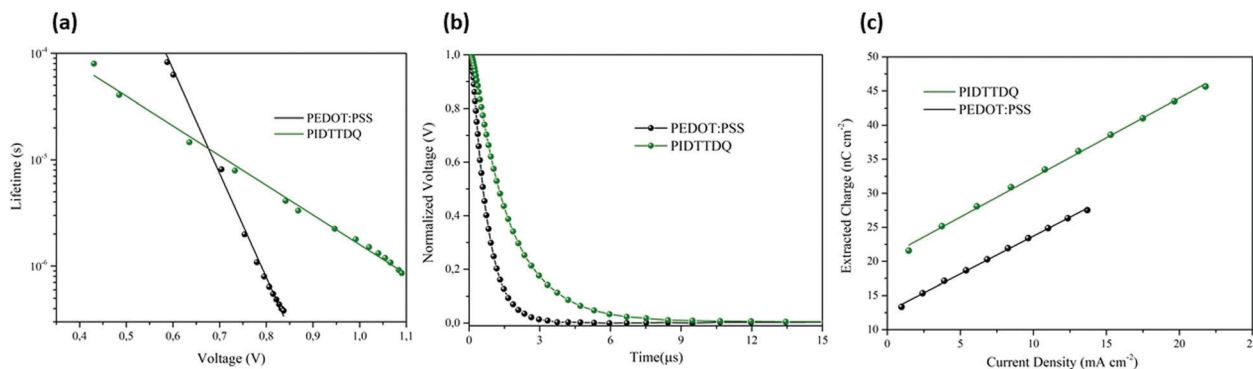 (a)
10⁻⁴
10⁻⁵
10⁻⁶
Lifetime (s)
PEDOT:PSS
PIDTTDQ
0,4 0,5 0,6 0,7 0,8 0,9 1,0 1,1
Voltage (V)
(b)
1,0
0,8
0,6
0,4
0,2
0,0
Normalized Voltage (V)
PEDOT:PSS
PIDTTDQ
0 3 6 9 12 15
Time(μs)
(c)
50
45
40
35
30
25
20
15
10
Extracted Charge (nC cm⁻²)
PIDTTDQ
PEDOT:PSS
0 5 10 15 20 25
Current Density (mA cm⁻²)